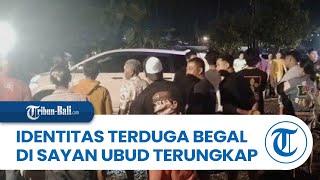 Tribun-Bali.com
IDENTITAS TERDUGA BEGAL
DI SAYAN UBUD TERUNGKAP
T